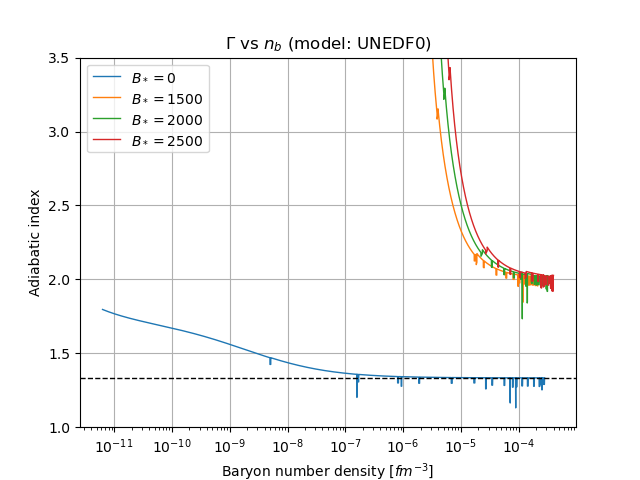 Γ vs n_b (model: UNEDF0)
B_* = 0
B_* = 1500
B_* = 2000
B_* = 2500
Adiabatic index
3.5
3.0
2.5
2.0
1.5
1.0
10^{-11} 10^{-10} 10^{-9} 10^{-8} 10^{-7} 10^{-6} 10^{-5} 10^{-4}
Baryon number density [fm^{-3}]